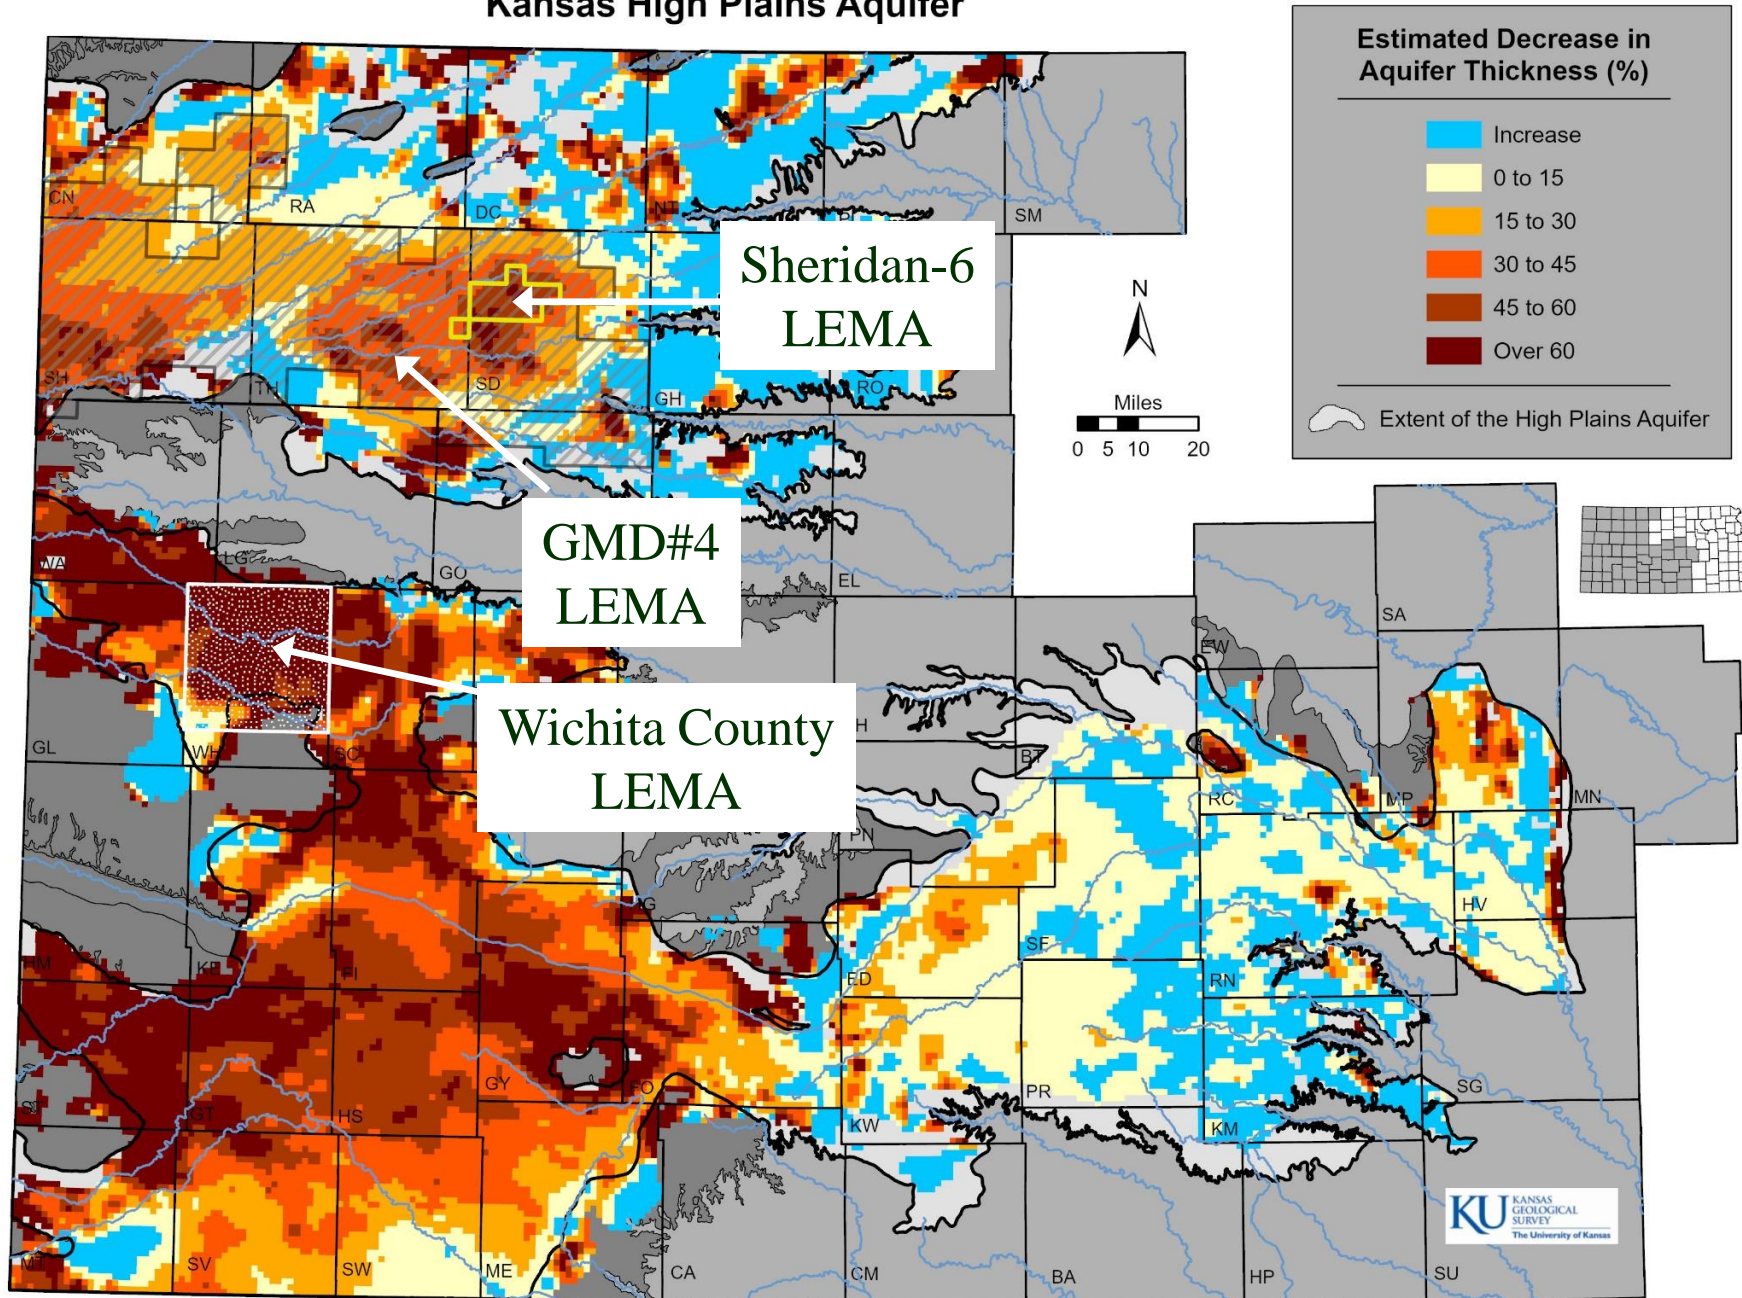 Kansas High Plains Aquifer
Estimated Decrease in
Aquifer Thickness (%)
Increase
0 to 15
15 to 30
30 to 45
45 to 60
Over 60
Extent of the High Plains Aquifer
N
Miles
0 5 10 20
Sheridan-6
LEMA
GMD#4
LEMA
Wichita County
LEMA
CN
RA
DC
NT
SM
SH
TH
SD
GH
RO
WA
LG
GO
EL
SA
EW
GL
WH
SC
H
BT
RC
MP
MN
PN
HV
G
HM
KE
FI
ED
SF
RN
ST
GT
HS
GY
FO
KW
PR
KM
SG
MT
SV
SW
ME
CA
CM
BA
HP
SU
KU
KANSAS
GEOLOGICAL
SURVEY
The University of Kansas